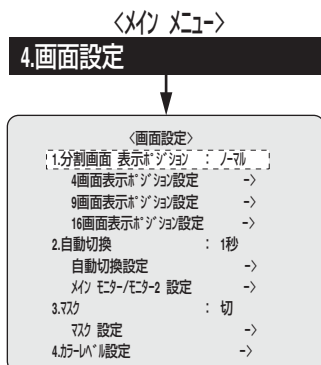 〈メイン メニュー〉
4.画面設定
〈画面設定〉
1.分割画面 表示ポジション : ノーマル
4画面表示ポジション設定 ->
9画面表示ポジション設定 ->
16画面表示ポジション設定 ->
2.自動切換 : 1秒
自動切換設定 ->
メイン モニター/モニター2 設定 ->
3.マスク : 切
マスク 設定 ->
4.カラーレベル設定 ->